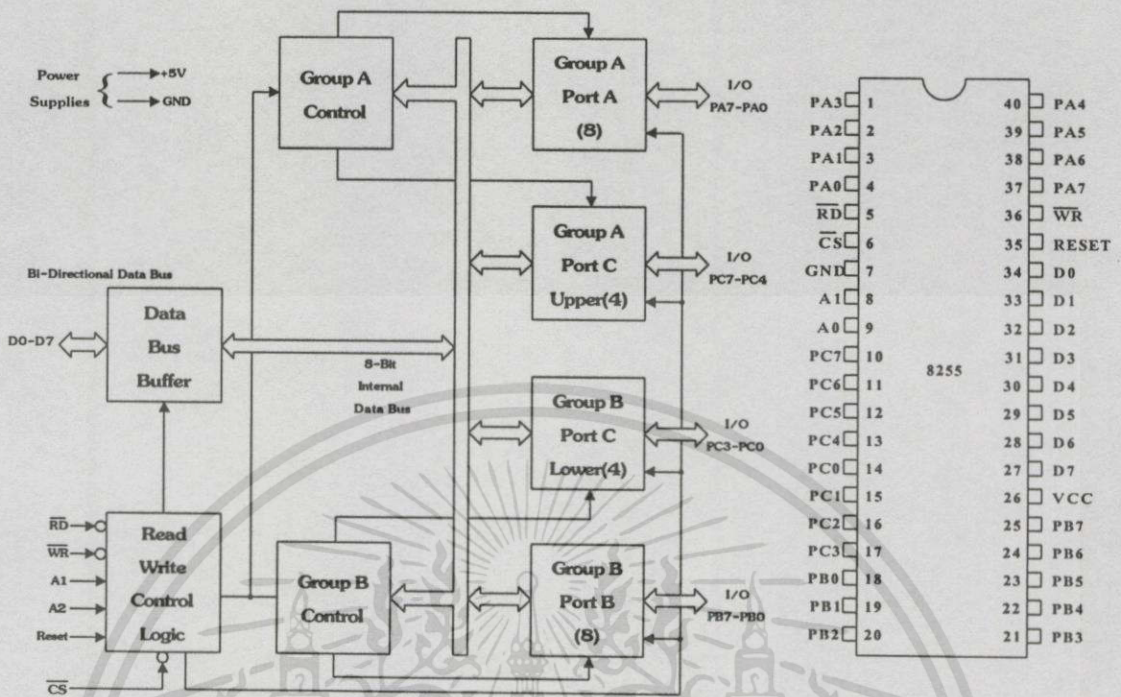 Power
Supplies
+5V
GND
Group A
Control
Group A
Port A
(8)
I/O
PA7-PA0
Group A
Port C
Upper(4)
I/O
PC7-PC4
Bi-Directional Data Bus
D0-D7
Data
Bus
Buffer
8-Bit
Internal
Data Bus
Group B
Port C
Lower(4)
I/O
PC3-PC0
RD
WR
A1
A2
Reset
CS
Read
Write
Control
Logic
Group B
Control
Group B
Port B
(8)
I/O
PB7-PB0
8255
PA3 1 40 PA4
PA2 2 39 PA5
PA1 3 38 PA6
PA0 4 37 PA7
RD 5 36 WR
CS 6 35 RESET
GND 7 34 D0
A1 8 33 D1
A0 9 32 D2
PC7 10 31 D3
PC6 11 30 D4
PC5 12 29 D5
PC4 13 28 D6
PC0 14 27 D7
PC1 15 26 VCC
PC2 16 25 PB7
PC3 17 24 PB6
PB0 18 23 PB5
PB1 19 22 PB4
PB2 20 21 PB3